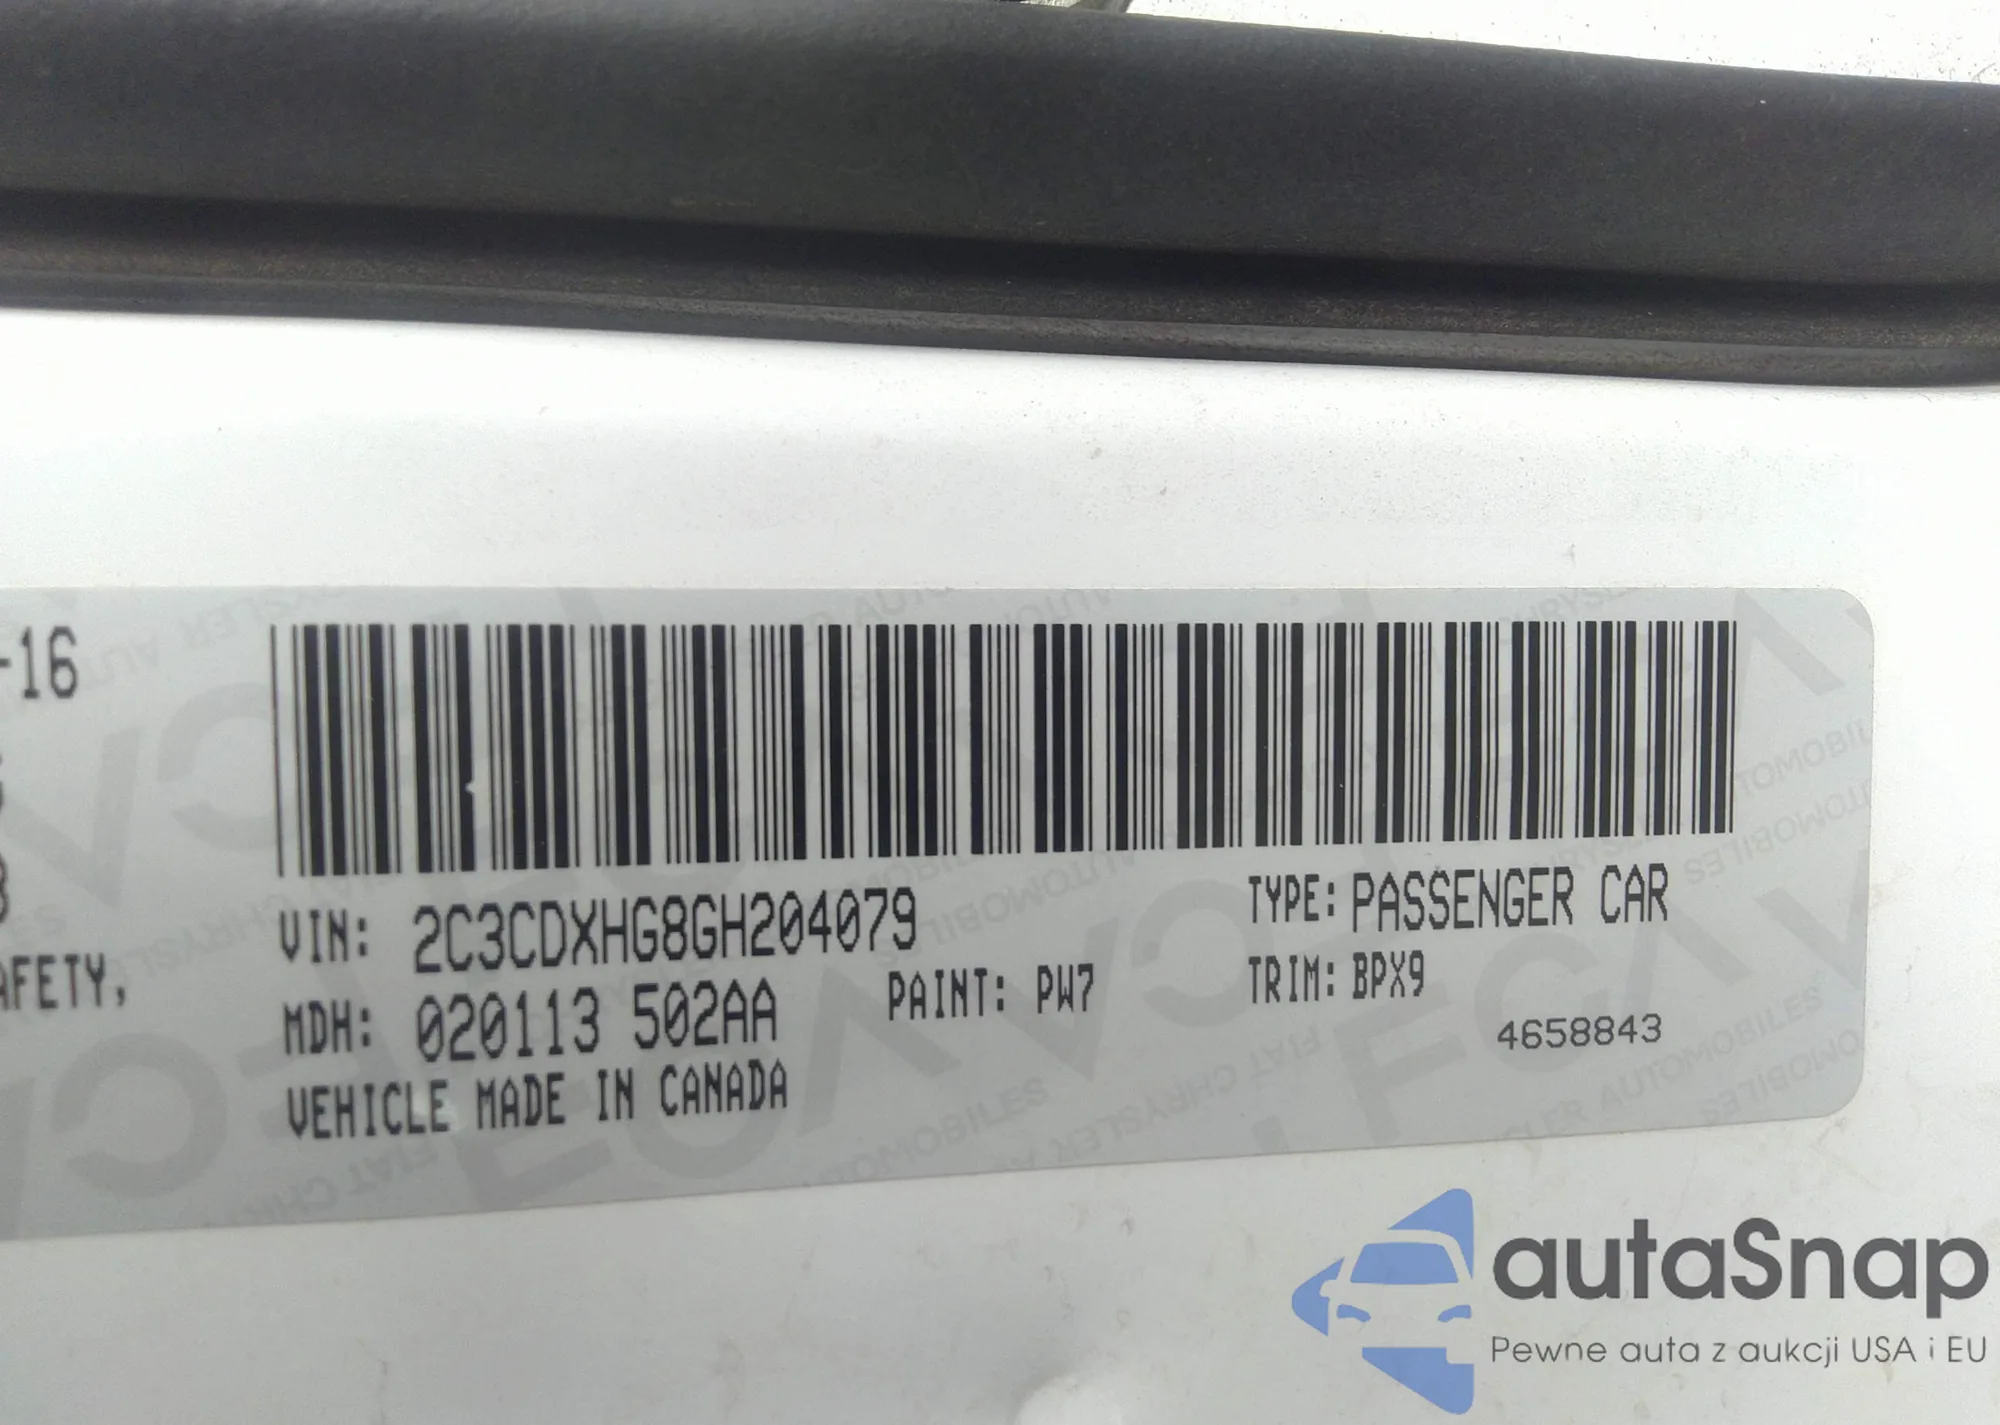 -16
AFETY,
VIN: 2C3CDXHG8GH204079
TYPE: PASSENGER CAR
MDH: 020113 502AA
PAINT: PW7
TRIM: BPX9
4658843
VEHICLE MADE IN CANADA
autaSnap
Pewne auta z aukcji USA i EU